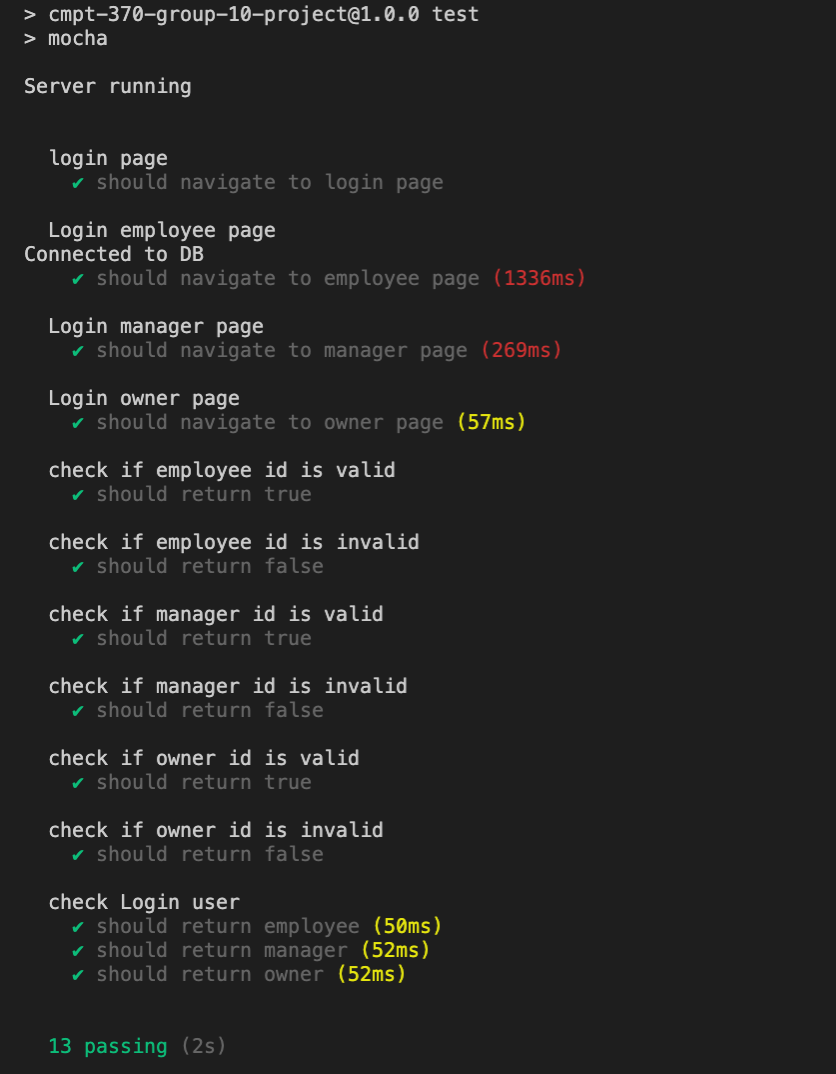 > cmpt-370-group-10-project@1.0.0 test
> mocha
Server running
login page
✔ should navigate to login page
Login employee page
Connected to DB
✔ should navigate to employee page (1336ms)
Login manager page
✔ should navigate to manager page (269ms)
Login owner page
✔ should navigate to owner page (57ms)
check if employee id is valid
✔ should return true
check if employee id is invalid
✔ should return false
check if manager id is valid
✔ should return true
check if manager id is invalid
✔ should return false
check if owner id is valid
✔ should return true
check if owner id is invalid
✔ should return false
check Login user
✔ should return employee (50ms)
✔ should return manager (52ms)
✔ should return owner (52ms)
13 passing (2s)